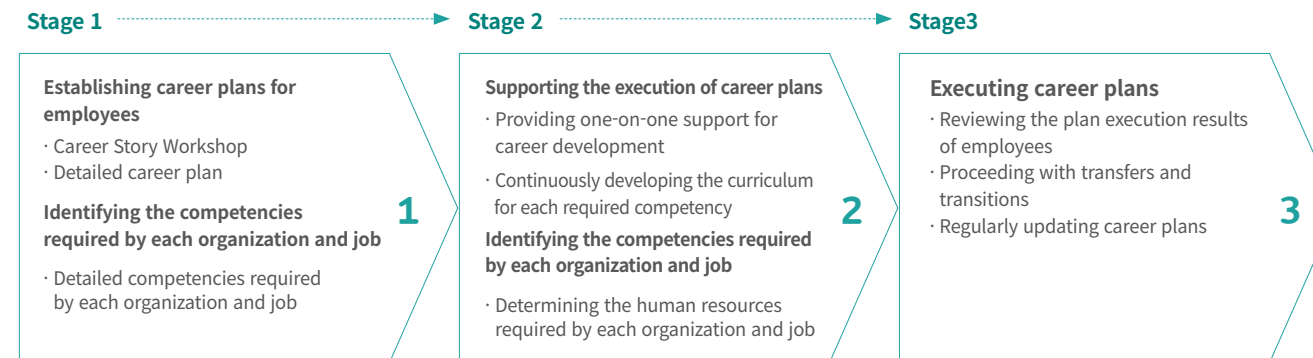 Stage 1
Stage 2
Stage3
Establishing career plans for
employees
· Career Story Workshop
· Detailed career plan
Identifying the competencies
required by each organization and job
· Detailed competencies required
by each organization and job
1
Supporting the execution of career plans
· Providing one-on-one support for
career development
· Continuously developing the curriculum
for each required competency
Identifying the competencies required
by each organization and job
· Determining the human resources
required by each organization and job
2
Executing career plans
· Reviewing the plan execution results
of employees
· Proceeding with transfers and
transitions
· Regularly updating career plans
3